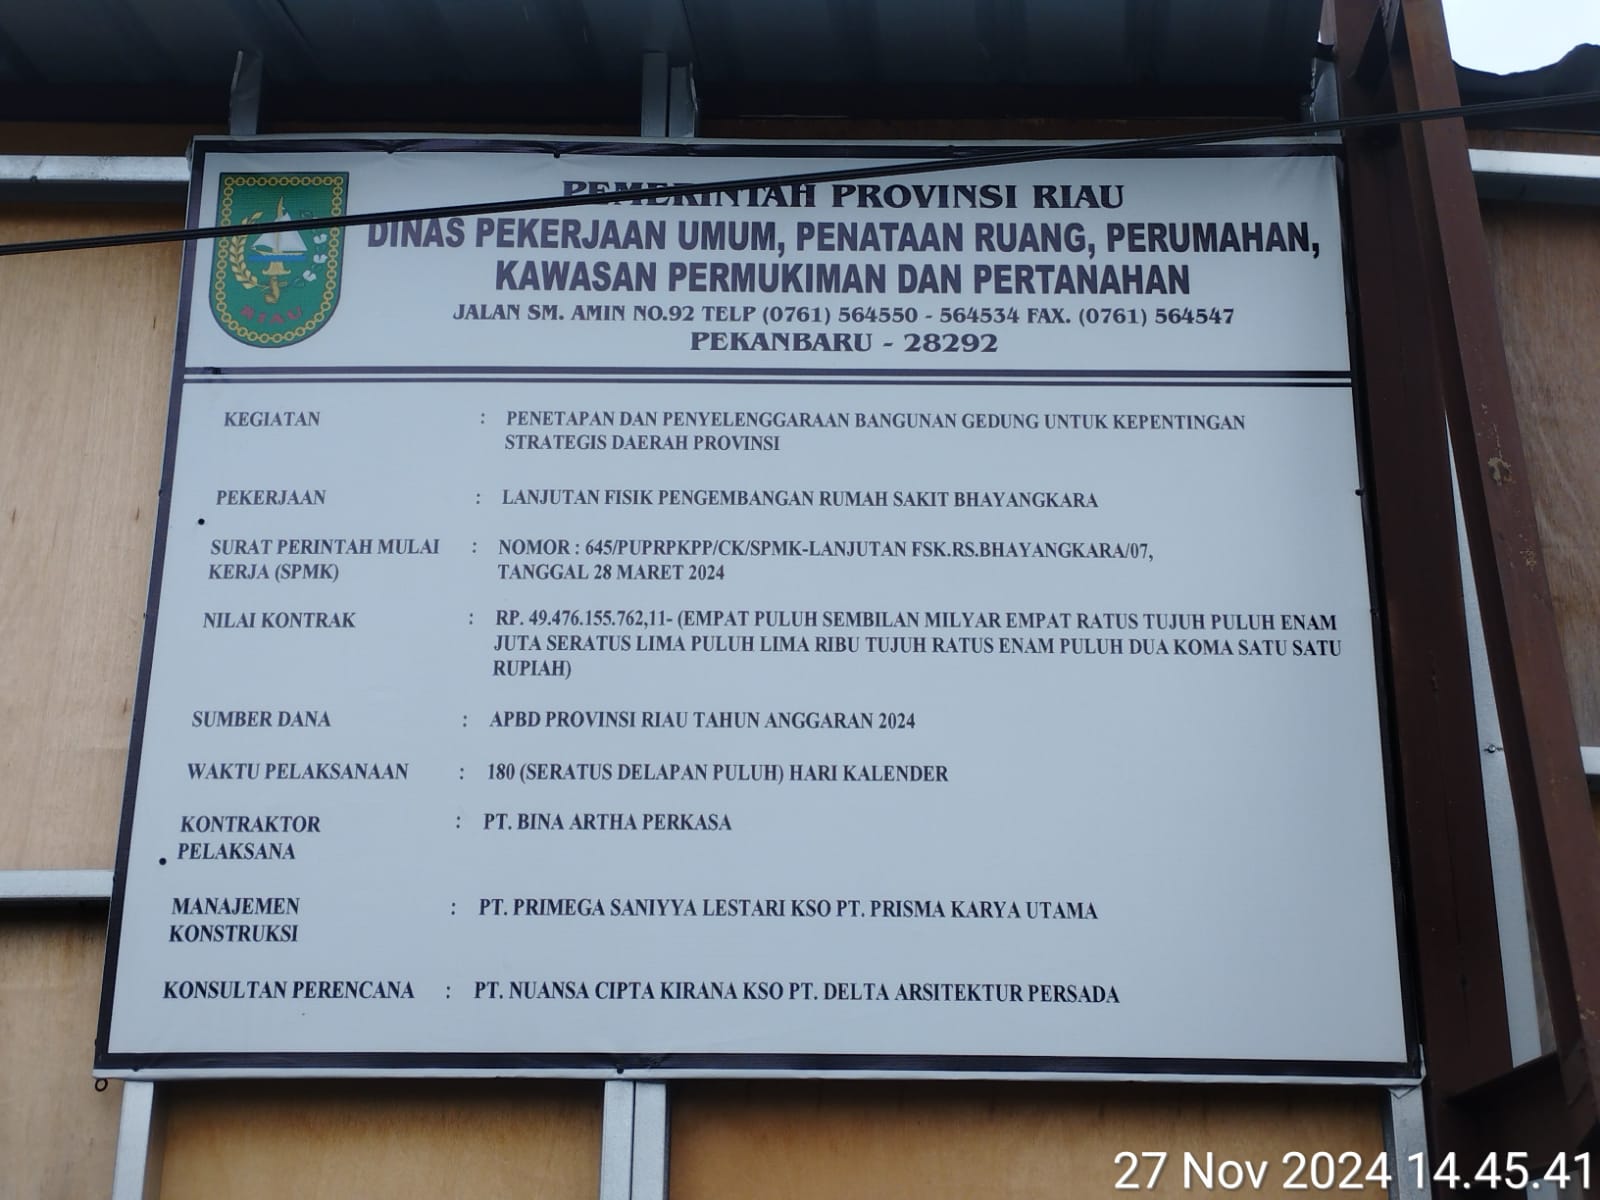 PEMERINTAH PROVINSI RIAU
DINAS PEKERJAAN UMUM, PENATAAN RUANG, PERUMAHAN,
KAWASAN PERMUKIMAN DAN PERTANAHAN
JALAN SM. AMIN NO.92 TELP (0761) 564550 - 564534 FAX. (0761) 564547
PEKANBARU - 28292
RIAU
KEGIATAN : PENETAPAN DAN PENYELENGGARAAN BANGUNAN GEDUNG UNTUK KEPENTINGAN
STRATEGIS DAERAH PROVINSI
PEKERJAAN : LANJUTAN FISIK PENGEMBANGAN RUMAH SAKIT BHAYANGKARA
SURAT PERINTAH MULAI : NOMOR : 645/PUPRPKPP/CK/SPMK-LANJUTAN FSK.RS.BHAYANGKARA/07,
KERJA (SPMK) TANGGAL 28 MARET 2024
NILAI KONTRAK : RP. 49.476.155.762,11- (EMPAT PULUH SEMBILAN MILYAR EMPAT RATUS TUJUH PULUH ENAM
JUTA SERATUS LIMA PULUH LIMA RIBU TUJUH RATUS ENAM PULUH DUA KOMA SATU SATU
RUPIAH)
SUMBER DANA : APBD PROVINSI RIAU TAHUN ANGGARAN 2024
WAKTU PELAKSANAAN : 180 (SERATUS DELAPAN PULUH) HARI KALENDER
KONTRAKTOR : PT. BINA ARTHA PERKASA
PELAKSANA
MANAJEMEN : PT. PRIMEGA SANIYYA LESTARI KSO PT. PRISMA KARYA UTAMA
KONSTRUKSI
KONSULTAN PERENCANA : PT. NUANSA CIPTA KIRANA KSO PT. DELTA ARSITEKTUR PERSADA
27 Nov 2024 14.45.41